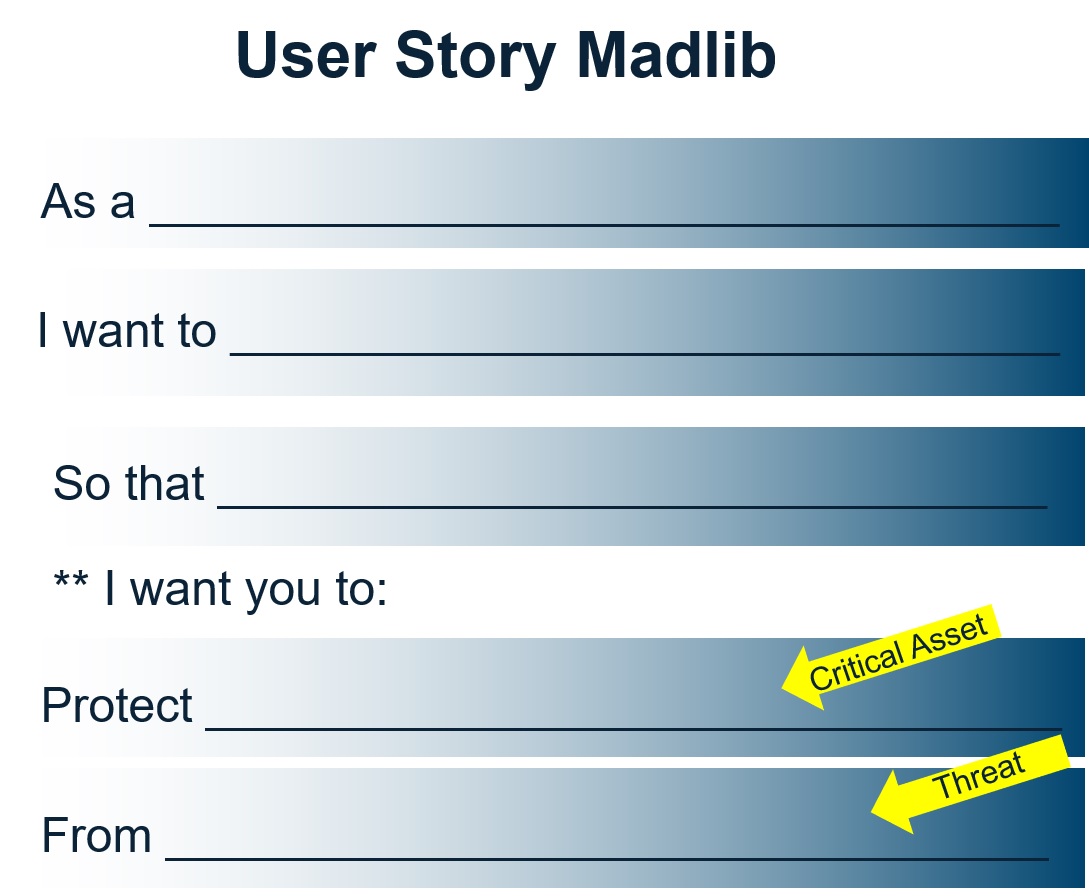 User Story Madlib
As a
I want to
So that
** I want you to:
Critical Asset
Protect
Threat
From